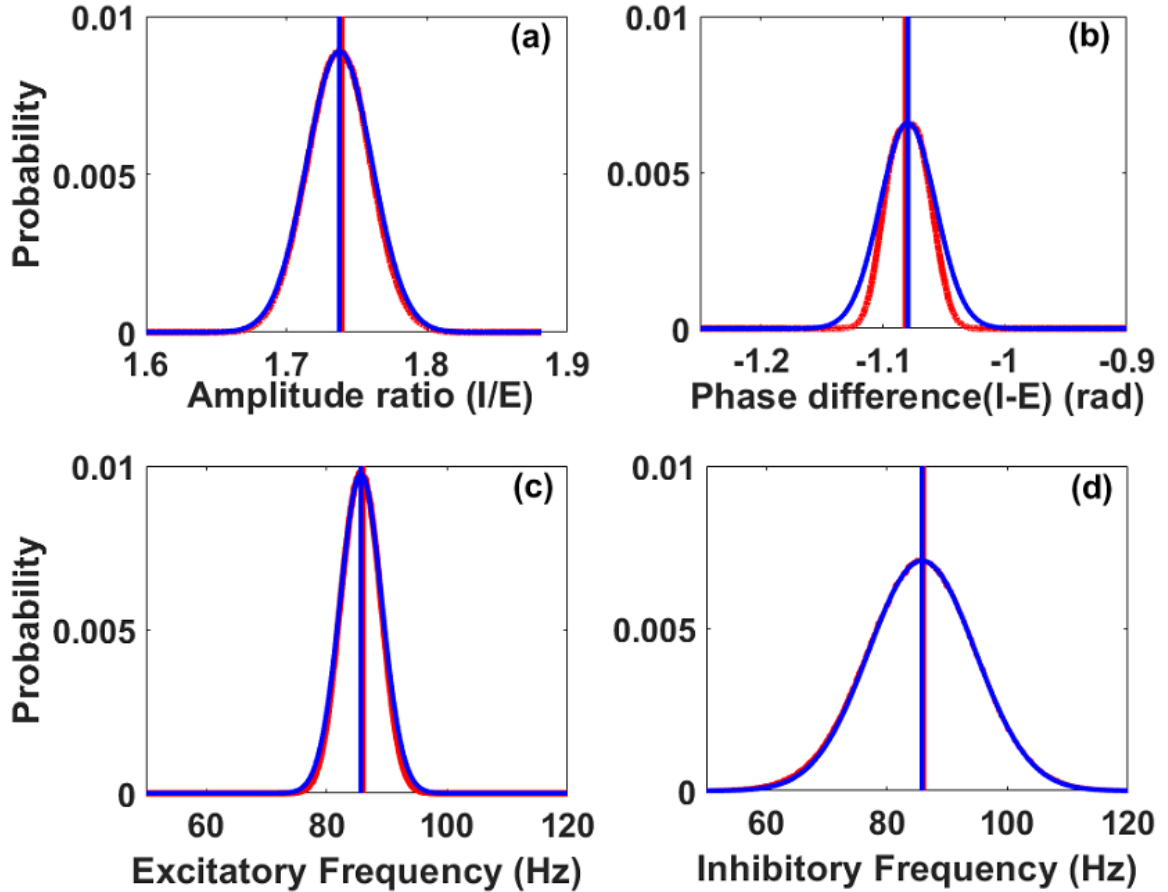 0.01
(a)
Probability
0.005
0
1.6
1.7
1.8
1.9
Amplitude ratio (I/E)
0.01
(b)
0.005
0
-1.2
-1.1
-1
-0.9
Phase difference(I-E) (rad)
0.01
(c)
Probability
0.005
0
60
80
100
120
Excitatory Frequency (Hz)
0.01
(d)
0.005
0
60
80
100
120
Inhibitory Frequency (Hz)